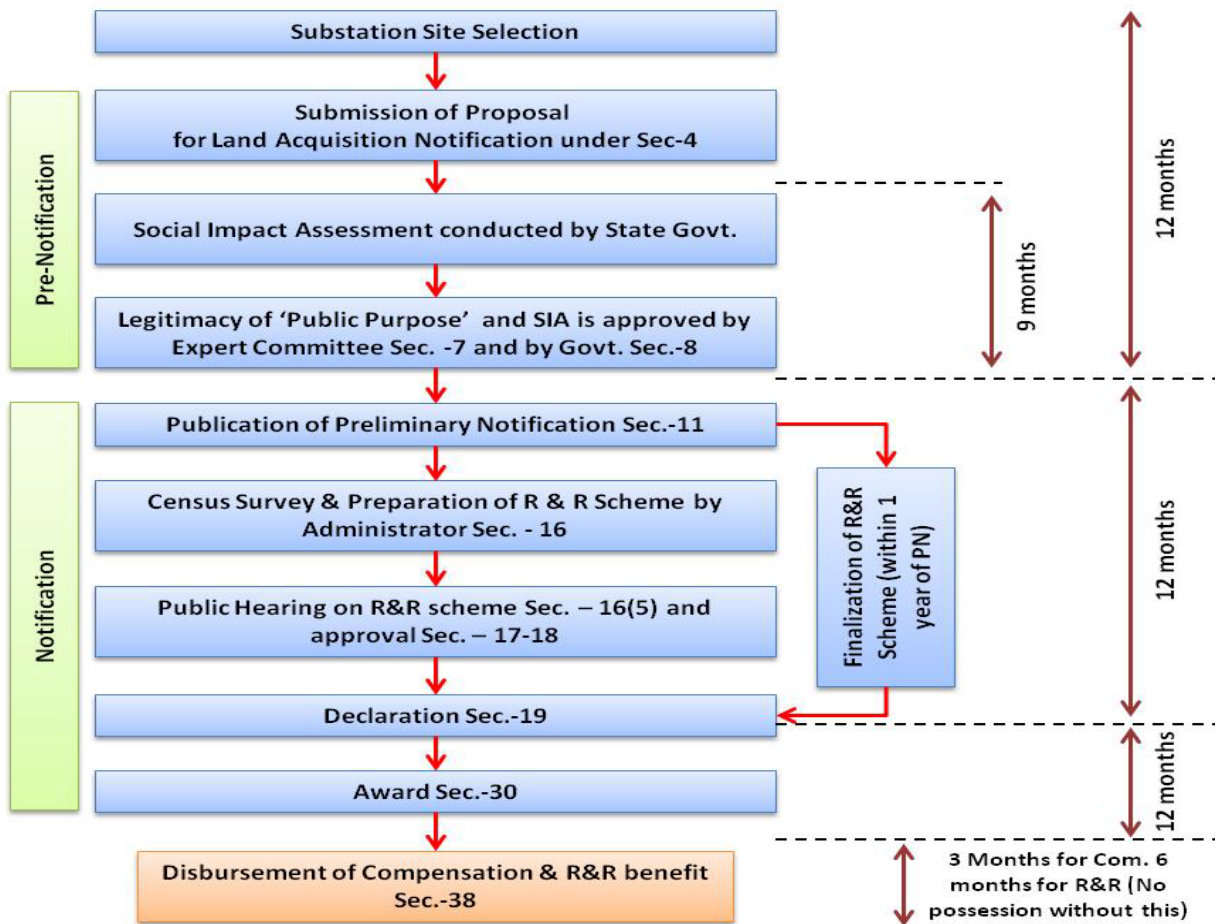 Substation Site Selection
Pre-Notification
Submission of Proposal
for Land Acquisition Notification under Sec-4
Social Impact Assessment conducted by State Govt.
Legitimacy of ‘Public Purpose’ and SIA is approved by
Expert Committee Sec. -7 and by Govt. Sec.-8
9 months
12 months
Notification
Publication of Preliminary Notification Sec.-11
Census Survey & Preparation of R & R Scheme by
Administrator Sec. - 16
Public Hearing on R&R scheme Sec. – 16(5) and
approval Sec. – 17-18
Finalization of R&R
Scheme (within 1
year of PN)
12 months
Declaration Sec.-19
Award Sec.-30
12 months
Disbursement of Compensation & R&R benefit
Sec.-38
3 Months for Com. 6
months for R&R (No
possession without this)